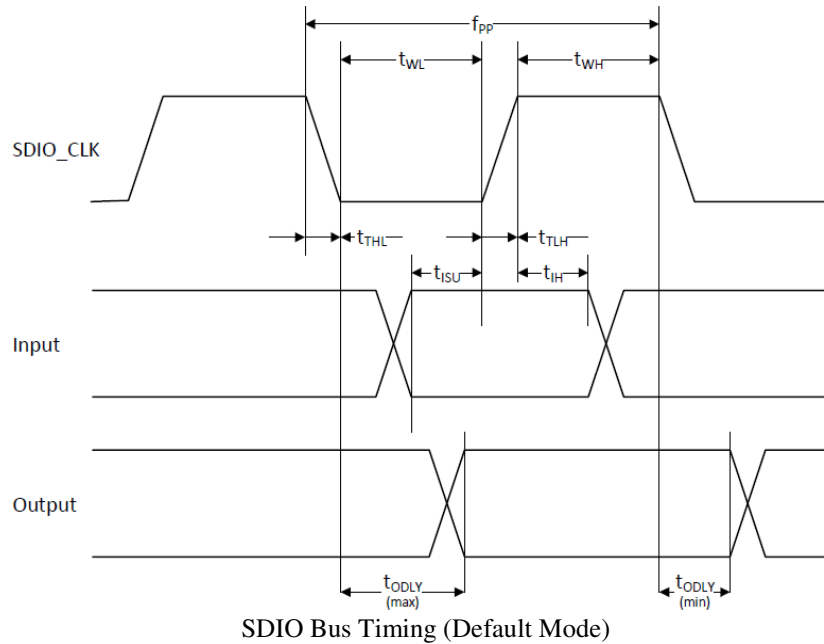 fPP
tWL
tWH
SDIO_CLK
tTHL
tTLH
tISU
tIH
Input
Output
tODLY
(max)
tODLY
(min)
SDIO Bus Timing (Default Mode)